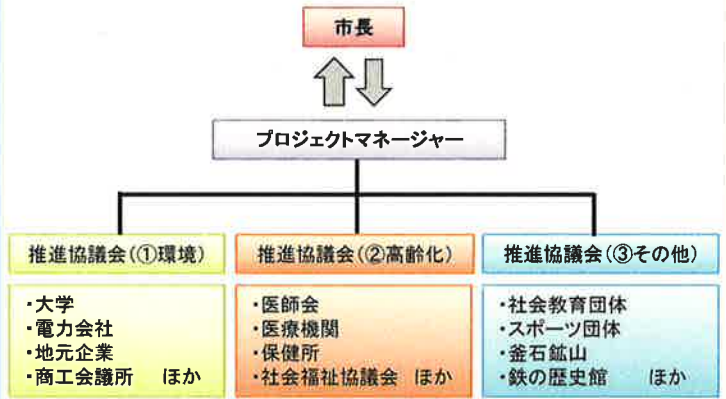 市長
プロジェクトマネージャー
推進協議会(①環境)
・大学
・電力会社
・地元企業
・商工会議所 ほか
推進協議会(②高齢化)
・医師会
・医療機関
・保健所
・社会福祉協議会 ほか
推進協議会(③その他)
・社会教育団体
・スポーツ団体
・釜石鉱山
・鉄の歴史館 ほか